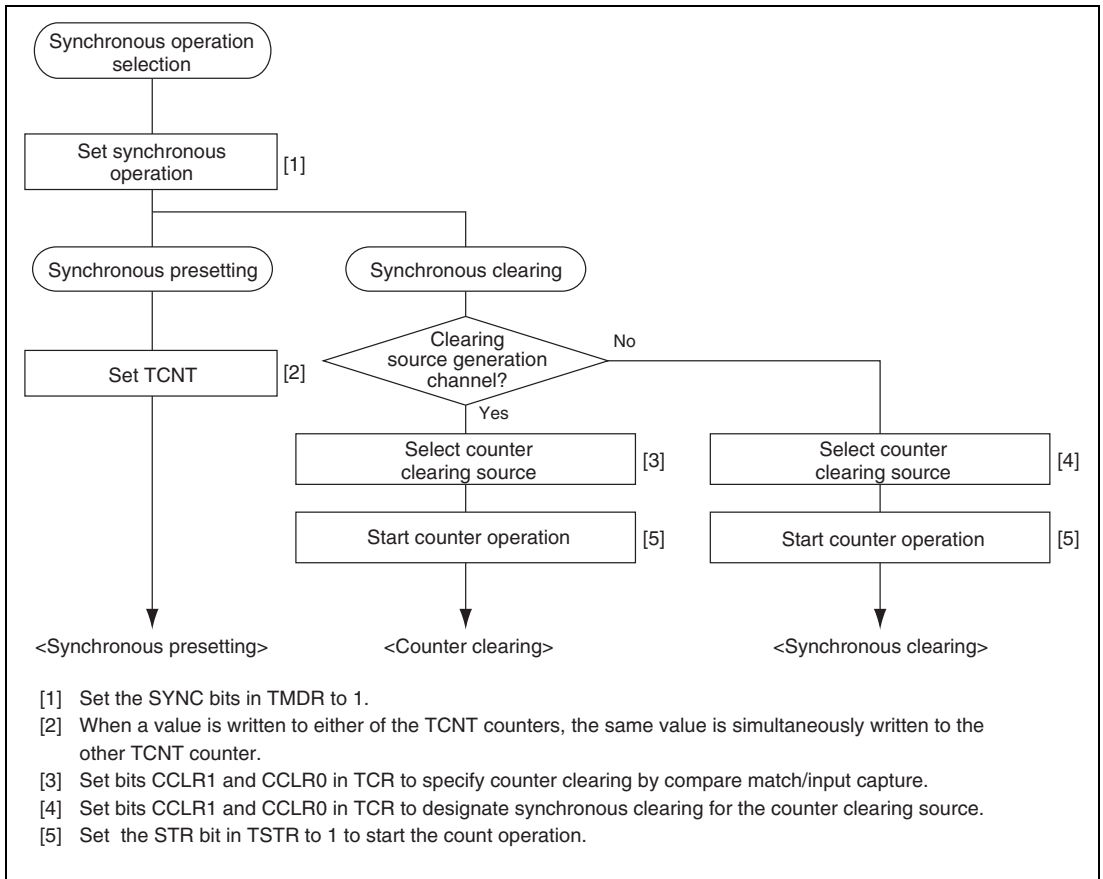 Synchronous operation
selection
Set synchronous
operation
[1]
Synchronous presetting
Synchronous clearing
Set TCNT
[2]
Clearing
source generation
channel?
No
Yes
Select counter
clearing source
[3]
Select counter
clearing source
[4]
Start counter operation
[5]
Start counter operation
[5]
<Synchronous presetting>
<Counter clearing>
<Synchronous clearing>
[1] Set the SYNC bits in TMDR to 1.
[2] When a value is written to either of the TCNT counters, the same value is simultaneously written to the
other TCNT counter.
[3] Set bits CCLR1 and CCLR0 in TCR to specify counter clearing by compare match/input capture.
[4] Set bits CCLR1 and CCLR0 in TCR to designate synchronous clearing for the counter clearing source.
[5] Set the STR bit in TSTR to 1 to start the count operation.